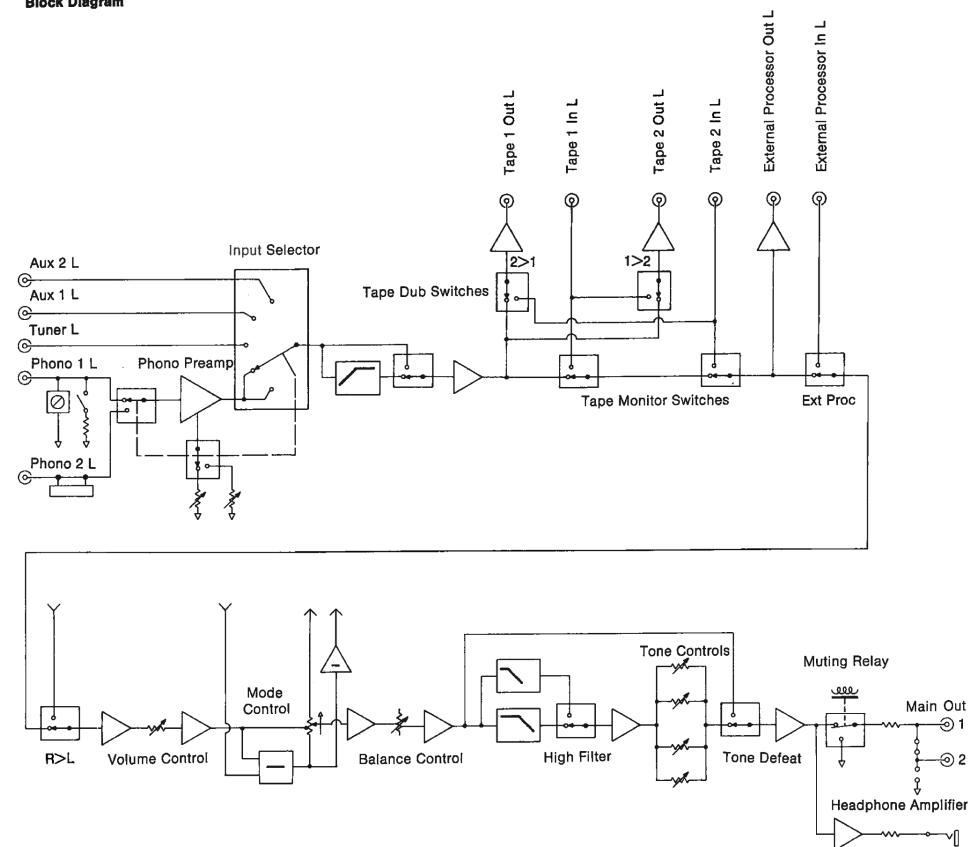 Block Diagram
Tape 1 Out L
Tape 1 In L
Tape 2 Out L
Tape 2 In L
External Processor Out L
External Processor In L
Input Selector
Aux 2 L
Aux 1 L
Tuner L
Phono 1 L
Phono Preamp
Phono 2 L
Tape Dub Switches
2>1
1>2
Tape Monitor Switches
Ext Proc
R>L
Volume Control
Mode
Control
Balance Control
High Filter
Tone Controls
Tone Defeat
Muting Relay
Main Out
1
2
Headphone Amplifier